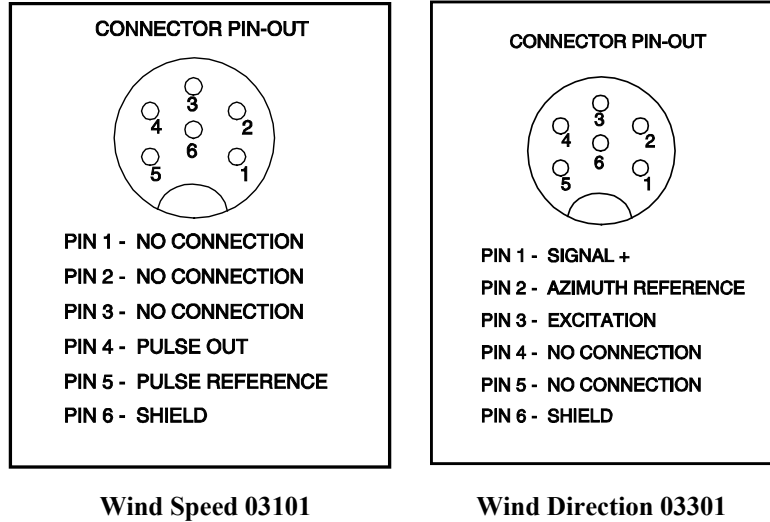 CONNECTOR PIN-OUT
3
4
2
6
5
1
PIN 1 - NO CONNECTION
PIN 2 - NO CONNECTION
PIN 3 - NO CONNECTION
PIN 4 - PULSE OUT
PIN 5 - PULSE REFERENCE
PIN 6 - SHIELD
Wind Speed 03101
CONNECTOR PIN-OUT
3
4
2
6
5
1
PIN 1 - SIGNAL +
PIN 2 - AZIMUTH REFERENCE
PIN 3 - EXCITATION
PIN 4 - NO CONNECTION
PIN 5 - NO CONNECTION
PIN 6 - SHIELD
Wind Direction 03301